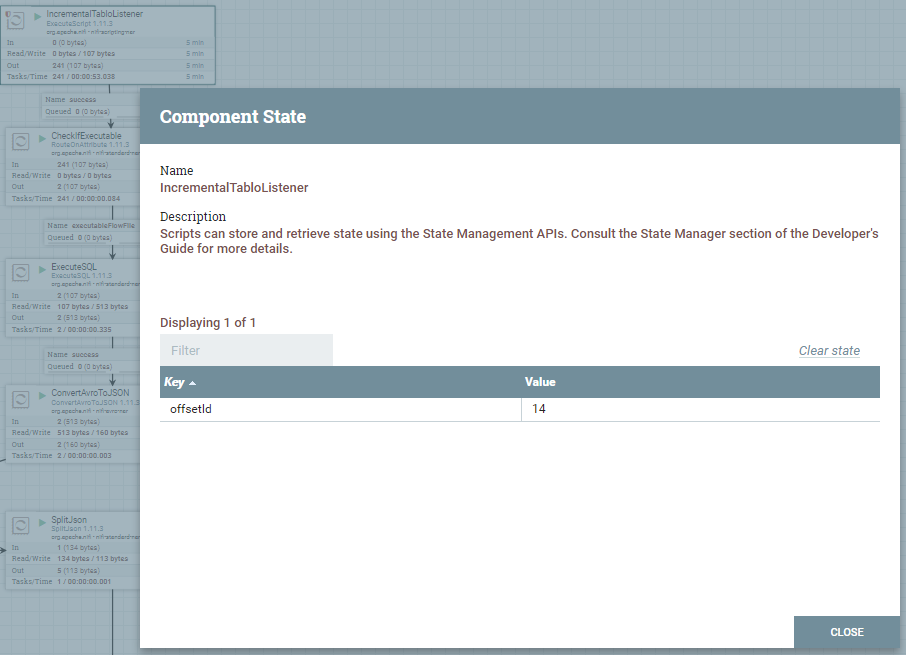 IncrementalTabloListener
ExecuteScript 1.11.3
org.apache.nifi - nifi-scripting-nar
In 0 (0 bytes) 5 min
Read/Write 0 bytes / 107 bytes 5 min
Out 241 (107 bytes) 5 min
Tasks/Time 241 / 00:00:53.038 5 min
Name success
Queued 0 (0 bytes)
CheckIfExecutable
RouteOnAttribute 1.11.3
org.apache.nifi - nifi-standard-nar
In 241 (107 bytes)
Read/Write 0 bytes / 0 bytes
Out 2 (107 bytes)
Tasks/Time 241 / 00:00:00.084
Name executableFlowFile
Queued 0 (0 bytes)
ExecuteSQL
ExecuteSQL 1.11.3
org.apache.nifi - nifi-standard-nar
In 2 (107 bytes)
Read/Write 107 bytes / 513 bytes
Out 2 (513 bytes)
Tasks/Time 2 / 00:00:00.335
Name success
Queued 0 (0 bytes)
ConvertAvroToJSON
ConvertAvroToJSON 1.11.3
org.apache.nifi - nifi-avro-nar
In 2 (513 bytes)
Read/Write 513 bytes / 160 bytes
Out 2 (160 bytes)
Tasks/Time 2 / 00:00:00.003
SplitJson
SplitJson 1.11.3
org.apache.nifi - nifi-standard-nar
In 1 (134 bytes)
Read/Write 134 bytes / 113 bytes
Out 5 (113 bytes)
Tasks/Time 1 / 00:00:00.001
Component State
Name
IncrementalTabloListener
Description
Scripts can store and retrieve state using the State Management APIs. Consult the State Manager section of the Developer's
Guide for more details.
Displaying 1 of 1
Filter
Clear state
Key Value
offsetId 14
CLOSE